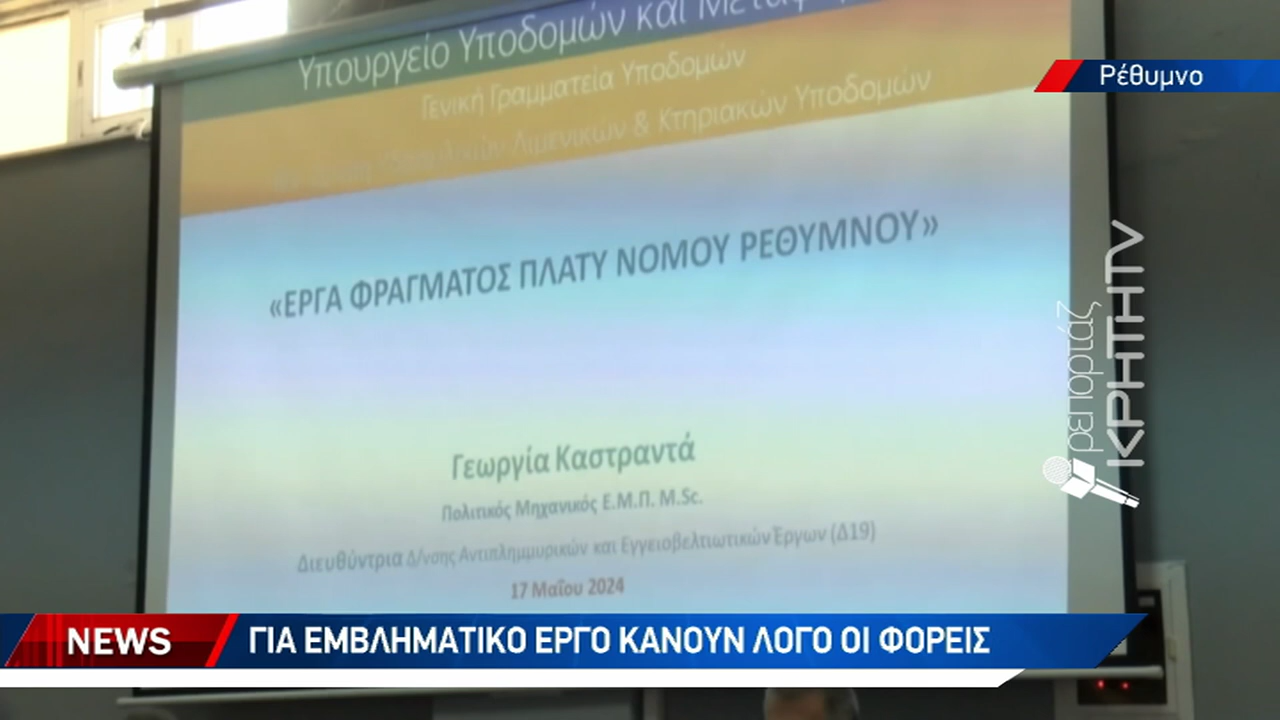 Υπουργείο Υποδομών και
Γενική Γραμματεία Υποδομών
Λιμενικών & Κτηριακών Υποδομών
Ρέθυμνο
«ΕΡΓΑ ΦΡΑΓΜΑΤΟΣ ΠΛΑΤΥ ΝΟΜΟΥ ΡΕΘΥΜΝΟΥ»
ρεπορτάζ
ΚΡΗΤΗTV
Γεωργία Καστραντά
Πολιτικός Μηχανικός Ε.Μ.Π. M.Sc.
Διευθύντρια Δ/νσης Αντιπλημμυρικών και Εγγειοβελτιωτικών Έργων (Δ19)
17 Μαΐου 2024
NEWS
ΓΙΑ ΕΜΒΛΗΜΑΤΙΚΟ ΕΡΓΟ ΚΑΝΟΥΝ ΛΟΓΟ ΟΙ ΦΟΡΕΙΣ